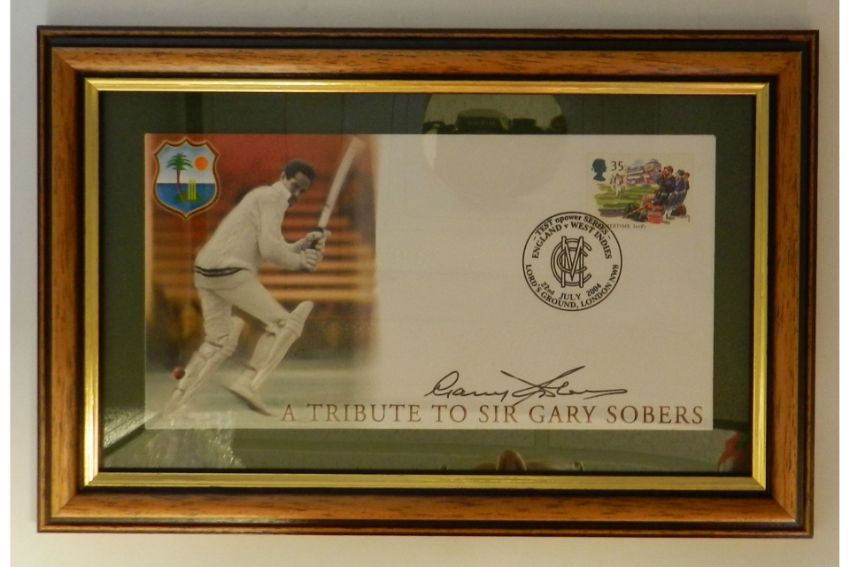 35
TEST npower SERIES
ENGLAND v WEST INDIES
MCC
22nd JULY 2004
LORD'S GROUND, LONDON NW8
Garry Sobers
A TRIBUTE TO SIR GARY SOBERS